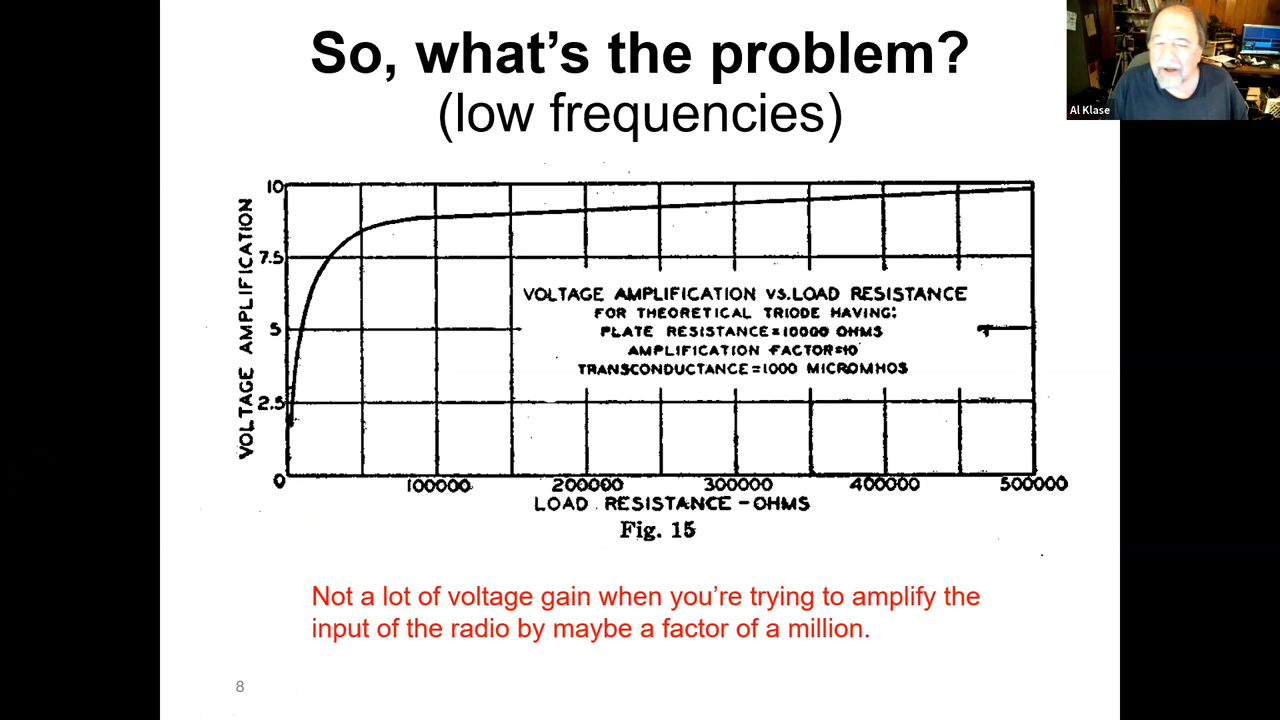 So, what's the problem?
(low frequencies)
Al Klase
VOLTAGE AMPLIFICATION
10
7.5
5
2.5
0
VOLTAGE AMPLIFICATION VS. LOAD RESISTANCE
FOR THEORETICAL TRIODE HAVING:
PLATE RESISTANCE=10000 OHMS
AMPLIFICATION FACTOR=10
TRANSCONDUCTANCE=1000 MICROMHOS
100000 200000 300000 400000 500000
LOAD RESISTANCE-OHMS
Fig. 15
Not a lot of voltage gain when you're trying to amplify the
input of the radio by maybe a factor of a million.
8